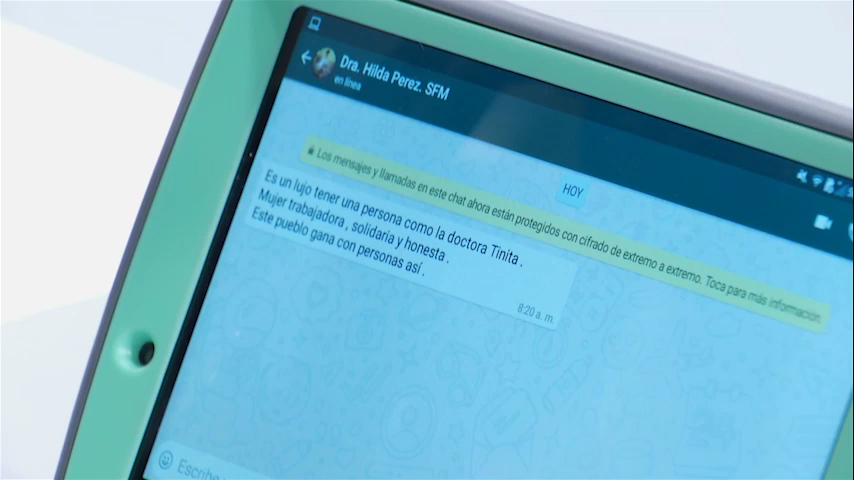 Dra. Hilda Perez. SFM
en línea
HOY
Los mensajes y llamadas en este chat ahora están protegidos con cifrado de extremo a extremo. Toca para más información.
Es un lujo tener una persona como la doctora Tinita .
Mujer trabajadora , solidaria y honesta .
Este pueblo gana con personas así .
8:20 a. m.
Escribe